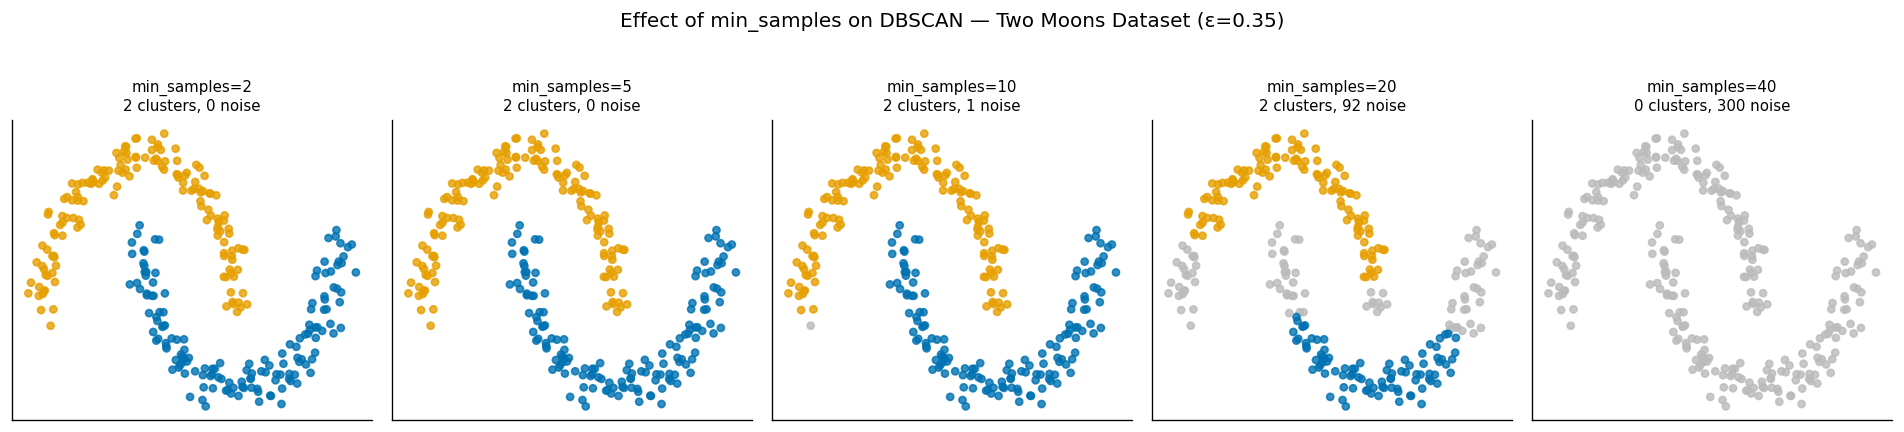 Effect of min_samples on DBSCAN — Two Moons Dataset (ε=0.35)
min_samples=2
2 clusters, 0 noise
min_samples=5
2 clusters, 0 noise
min_samples=10
2 clusters, 1 noise
min_samples=20
2 clusters, 92 noise
min_samples=40
0 clusters, 300 noise